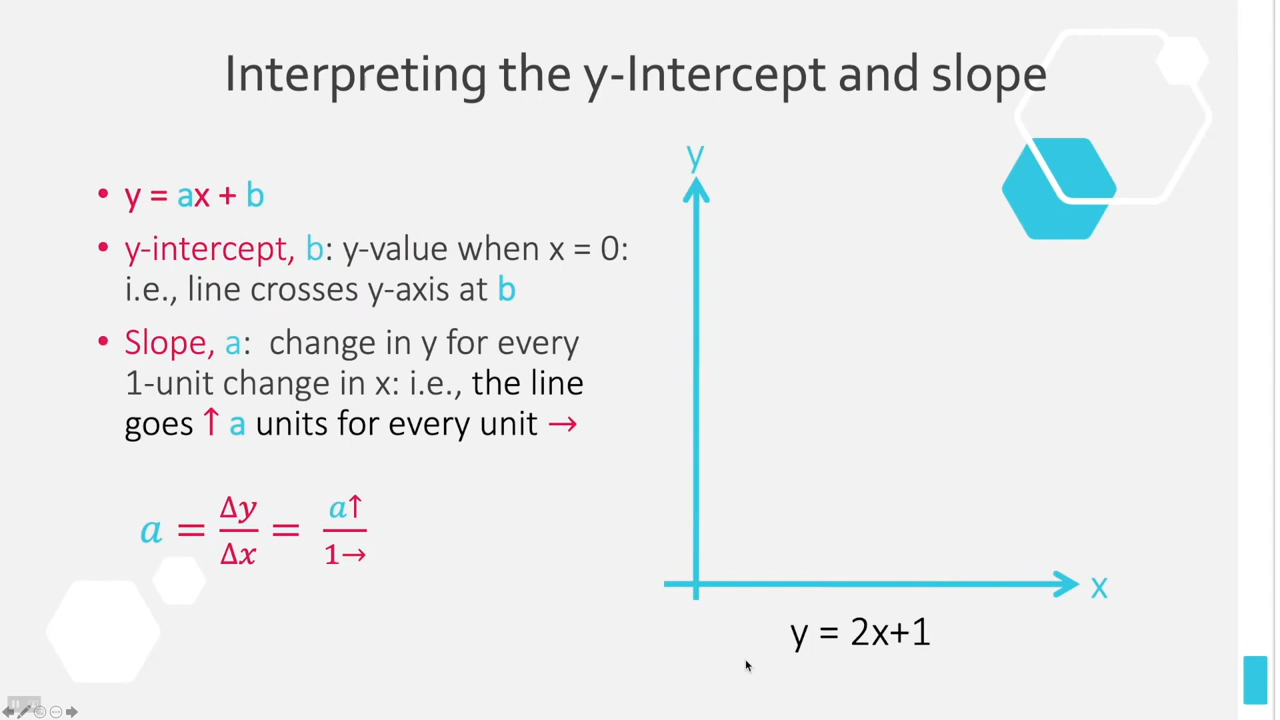 Interpreting the y-Intercept and slope
• y = ax + b
• y-intercept, b: y-value when x = 0:
i.e., line crosses y-axis at b
• Slope, a:  change in y for every
1-unit change in x: i.e., the line
goes ↑ a units for every unit →
a = Δy/Δx = a↑/1→
y
x
y = 2x+1